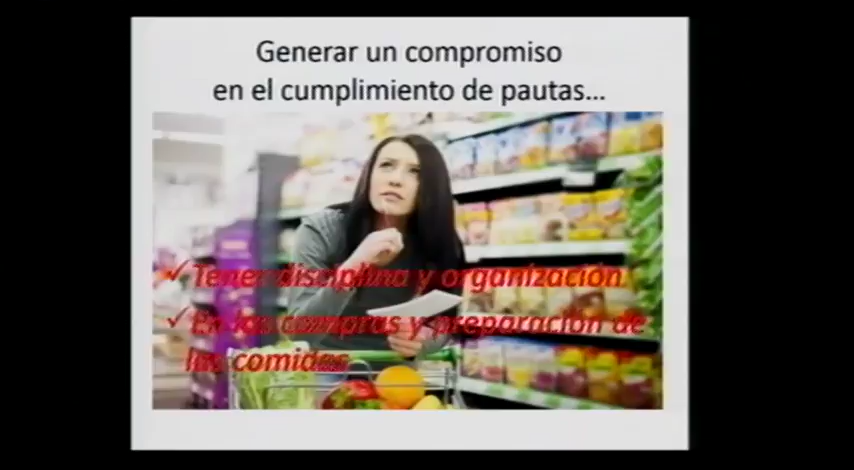 Generar un compromiso
en el cumplimiento de pautas...
✓ Tener disciplina y organización
✓ En las compras y preparación de
las comidas